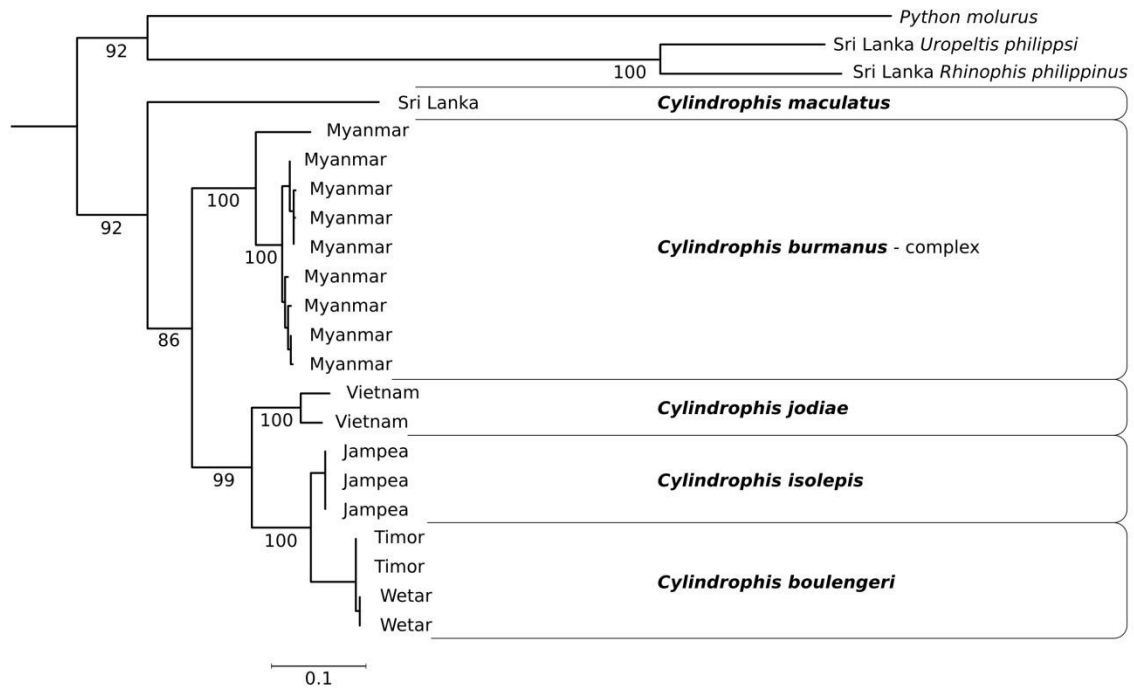 Python molurus
92
Sri Lanka Uropeltis philippsi
100
Sri Lanka Rhinophis philippinus
Sri Lanka
Cylindrophis maculatus
Myanmar
Myanmar
100
Myanmar
92
Myanmar
Myanmar
100
Cylindrophis burmanus - complex
Myanmar
Myanmar
Myanmar
86
Myanmar
Vietnam
100
Cylindrophis jodiae
Vietnam
Jampea
99
Jampea
Cylindrophis isolepis
Jampea
100
Timor
Timor
Cylindrophis boulengeri
Wetar
Wetar
0.1